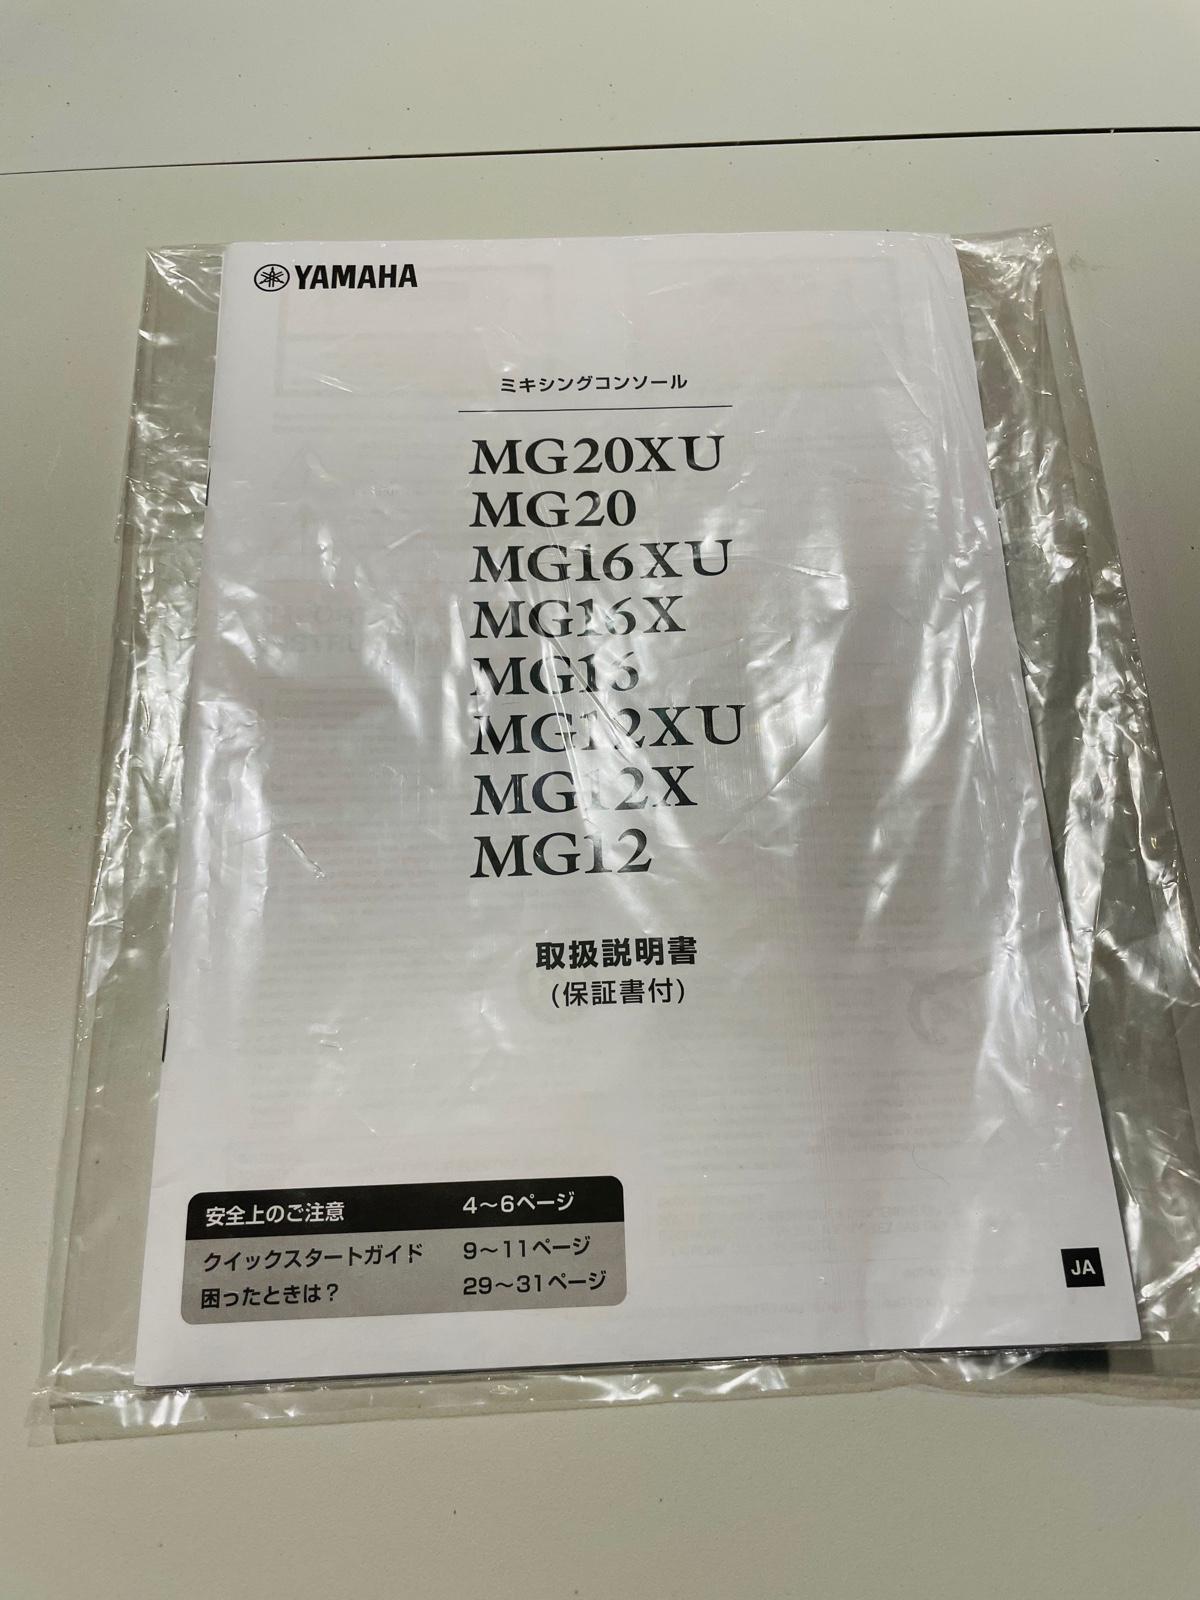 YAMAHA
ミキシングコンソール
MG20XU
MG20
MG16XU
MG16X
MG16
MG12XU
MG12X
MG12
取扱説明書
(保証書付)
安全上のご注意 4～6ページ
クイックスタートガイド 9～11ページ
困ったときは？ 29～31ページ
JA